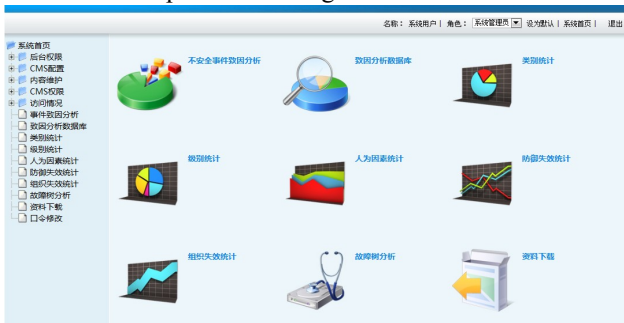 名称： 系统用户 | 角色： 系统管理员 设为默认 | 系统首页 | 退出
系统首页
后台权限
CMS配置
内容维护
CMS权限
访问情况
事件致因分析
致因分析数据库
类别统计
级别统计
人为因素统计
防御失效统计
组织失效统计
故障树分析
资料下载
口令修改
不安全事件致因分析
致因分析数据库
类别统计
级别统计
人为因素统计
防御失效统计
组织失效统计
故障树分析
资料下载